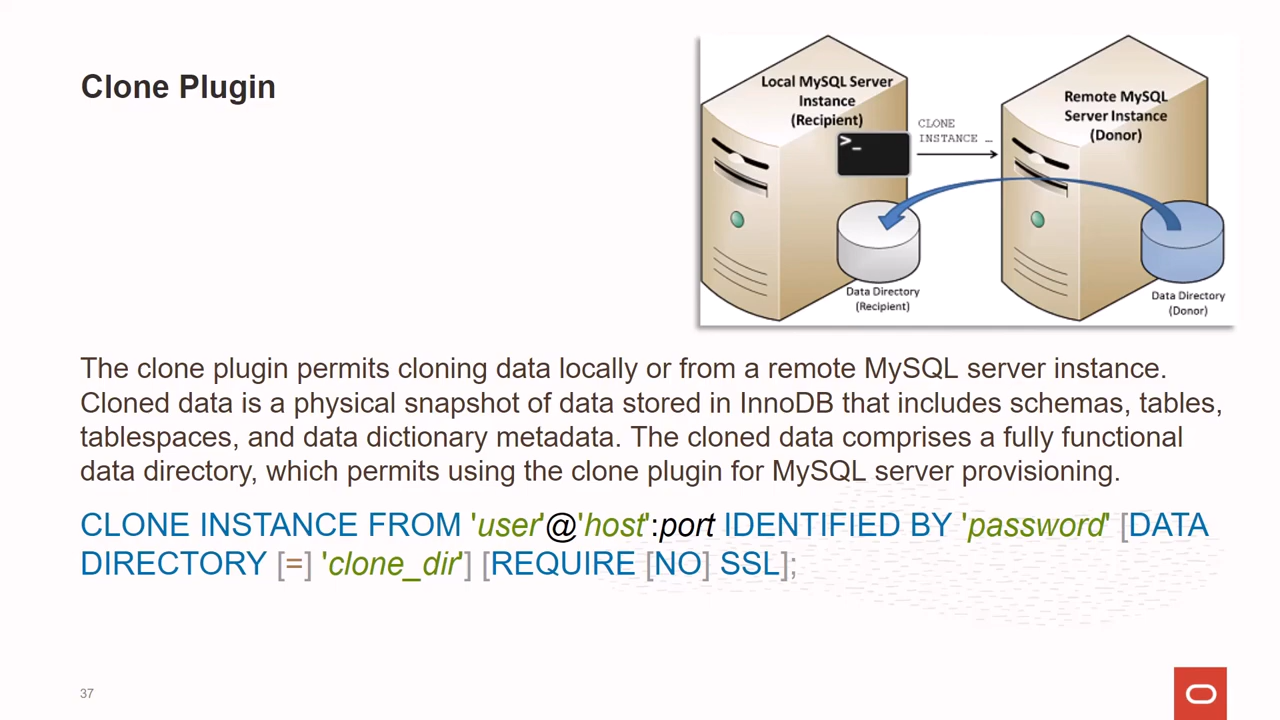 Clone Plugin
Local MySQL Server
Instance
(Recipient)
>_
CLONE
INSTANCE …
Remote MySQL
Server Instance
(Donor)
Data Directory
(Recipient)
Data Directory
(Donor)
The clone plugin permits cloning data locally or from a remote MySQL server instance.
Cloned data is a physical snapshot of data stored in InnoDB that includes schemas, tables,
tablespaces, and data dictionary metadata. The cloned data comprises a fully functional
data directory, which permits using the clone plugin for MySQL server provisioning.
CLONE INSTANCE FROM 'user'@'host':port IDENTIFIED BY 'password' [DATA
DIRECTORY [=] 'clone_dir'] [REQUIRE [NO] SSL];
37